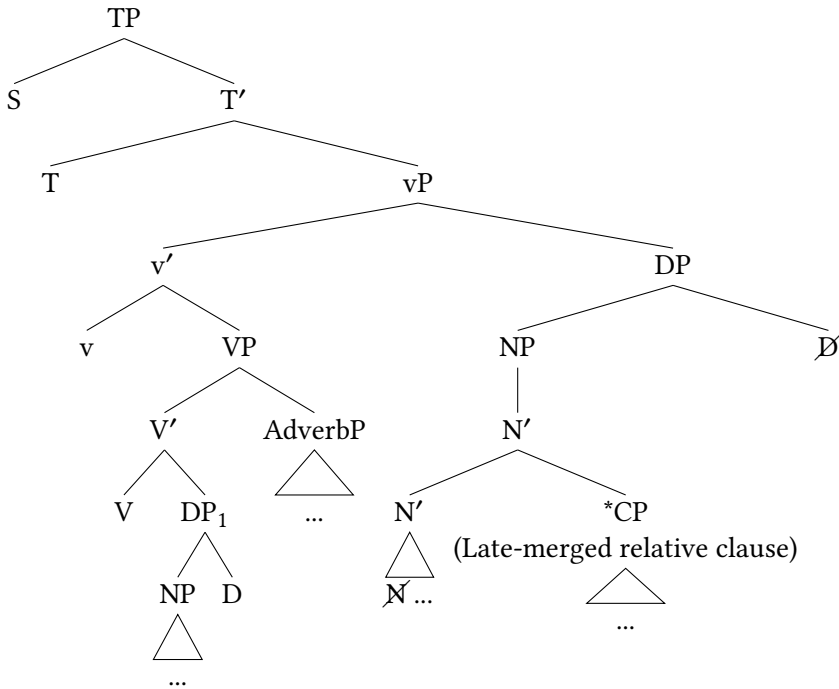 TP
S T′
T vP
v′ DP
v VP NP D̸
V′ AdverbP N′
V DP₁ ... N′ *CP
(Late-merged relative clause)
NP D N̸ ...
... ...